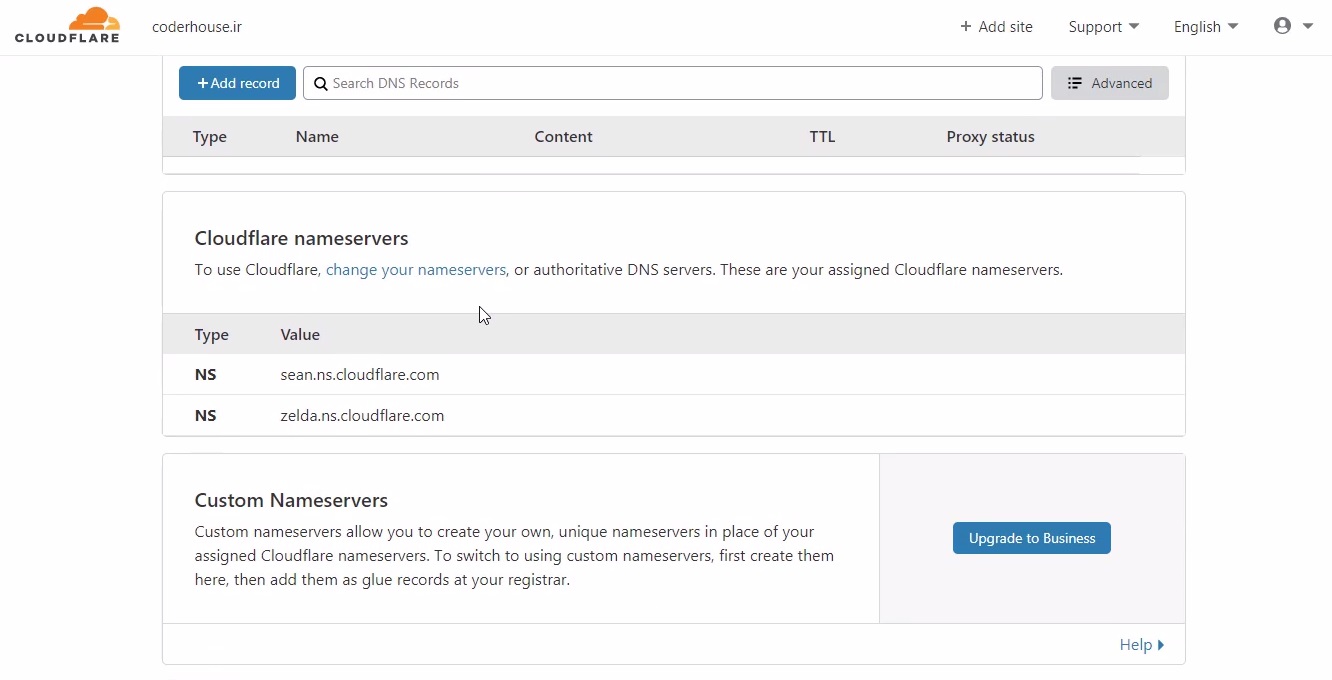 CLOUDFLARE
coderhouse.ir
+ Add site
Support
English
+ Add record
Search DNS Records
Advanced
Type Name Content TTL Proxy status
Cloudflare nameservers
To use Cloudflare, change your nameservers, or authoritative DNS servers. These are your assigned Cloudflare nameservers.
Type Value
NS sean.ns.cloudflare.com
NS zelda.ns.cloudflare.com
Custom Nameservers
Custom nameservers allow you to create your own, unique nameservers in place of your
assigned Cloudflare nameservers. To switch to using custom nameservers, first create them
here, then add them as glue records at your registrar.
Upgrade to Business
Help